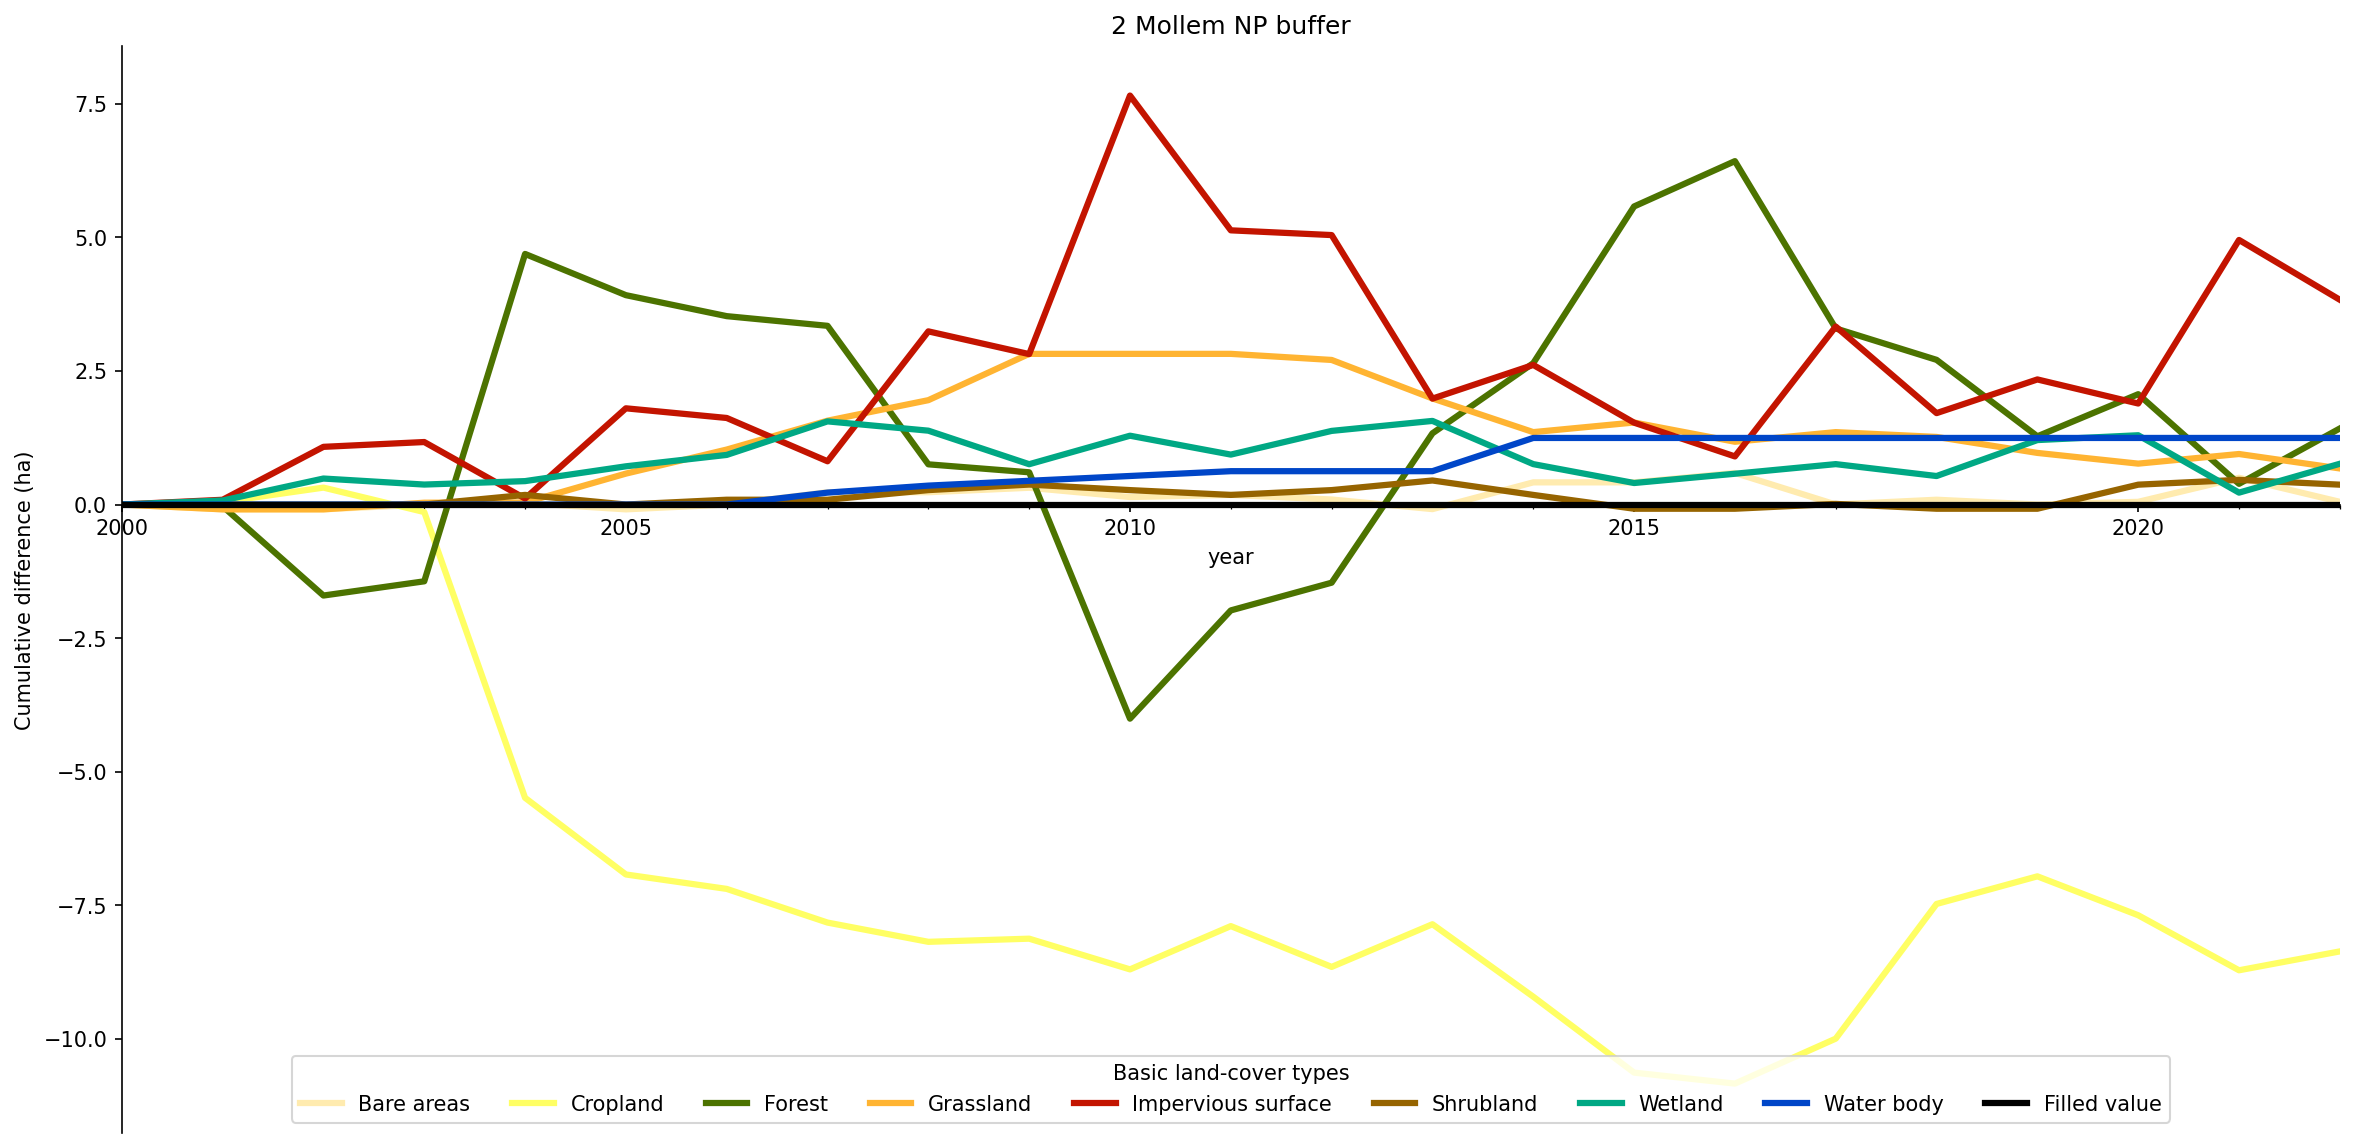 2 Mollem NP buffer
Cumulative difference (ha)
7.5
5.0
2.5
0.0
−2.5
−5.0
−7.5
−10.0
2000 2005 2010 2015 2020
year
Basic land-cover types
Bare areas Cropland Forest Grassland Impervious surface Shrubland Wetland Water body Filled value